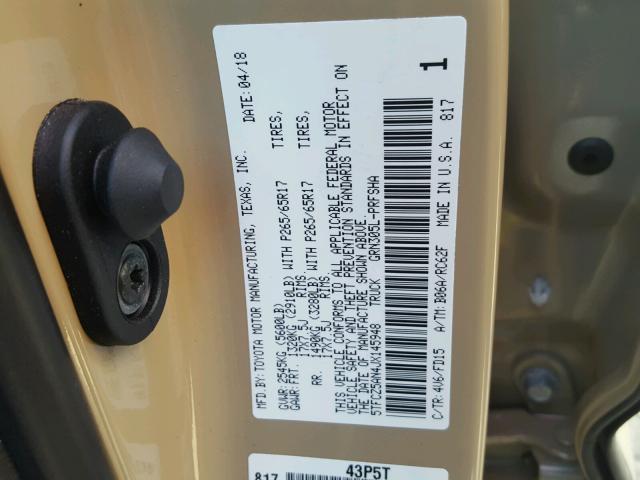 MFD.BY:TOYOTA MOTOR MANUFACTURING, TEXAS, INC. DATE: 04/18
GVWR: 2545KG (5600LB)
GAWR:FRT. 1320KG (2910LB) WITH P265/65R17 TIRES,
17X7.5J RIMS,
RR. 1490KG (3280LB) WITH P265/65R17 TIRES,
17X7.5J RIMS,
THIS VEHICLE CONFORMS TO ALL APPLICABLE FEDERAL MOTOR
VEHICLE SAFETY AND THEFT PREVENTION STANDARDS IN EFFECT ON
THE DATE OF MANUFACTURE SHOWN ABOVE.
5TFCZ5AN4JX145948 TRUCK GRN305L-PRFSHA
C/TR: 4V6/FD15 A/TM: B06A/RC62F MADE IN U.S.A. 817 1
817 43P5T